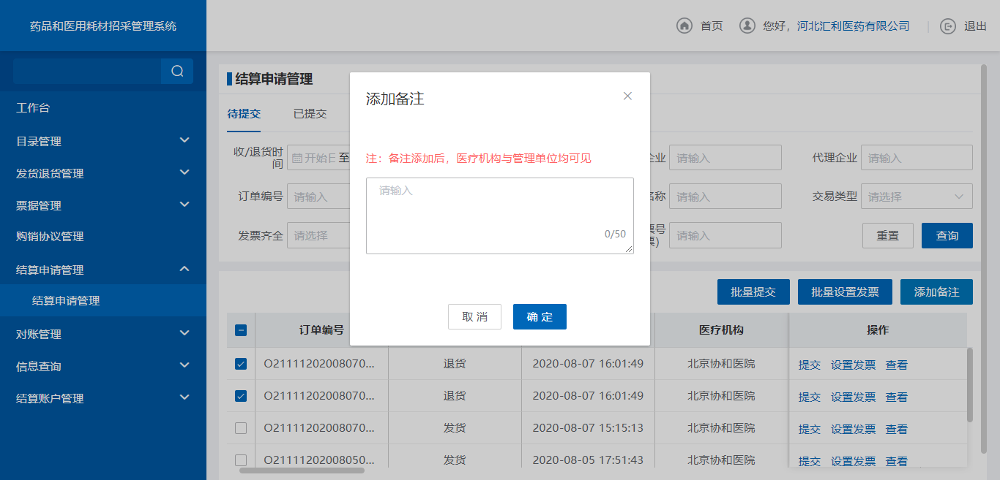 药品和医用耗材招采管理系统
首页
您好，河北汇利医药有限公司
退出
工作台
目录管理
发货退货管理
票据管理
购销协议管理
结算申请管理
结算申请管理
对账管理
信息查询
结算账户管理
结算申请管理
待提交 已提交
收/退货时间 开始日 至
企业 请输入
代理企业 请输入
订单编号 请输入
名称 请输入
交易类型 请选择
发票齐全 请选择
票号
票) 请输入
重置 查询
添加备注
注：备注添加后，医疗机构与管理单位均可见
请输入
0/50
取 消 确 定
批量提交 批量设置发票 添加备注
订单编号 医疗机构 操作
O21111202008070... 退货 2020-08-07 16:01:49 北京协和医院 提交 设置发票 查看
O21111202008070... 退货 2020-08-07 16:01:49 北京协和医院 提交 设置发票 查看
O21111202008070... 发货 2020-08-07 15:15:13 北京协和医院 提交 设置发票 查看
O21111202008050... 发货 2020-08-05 17:51:43 北京协和医院 提交 设置发票 查看